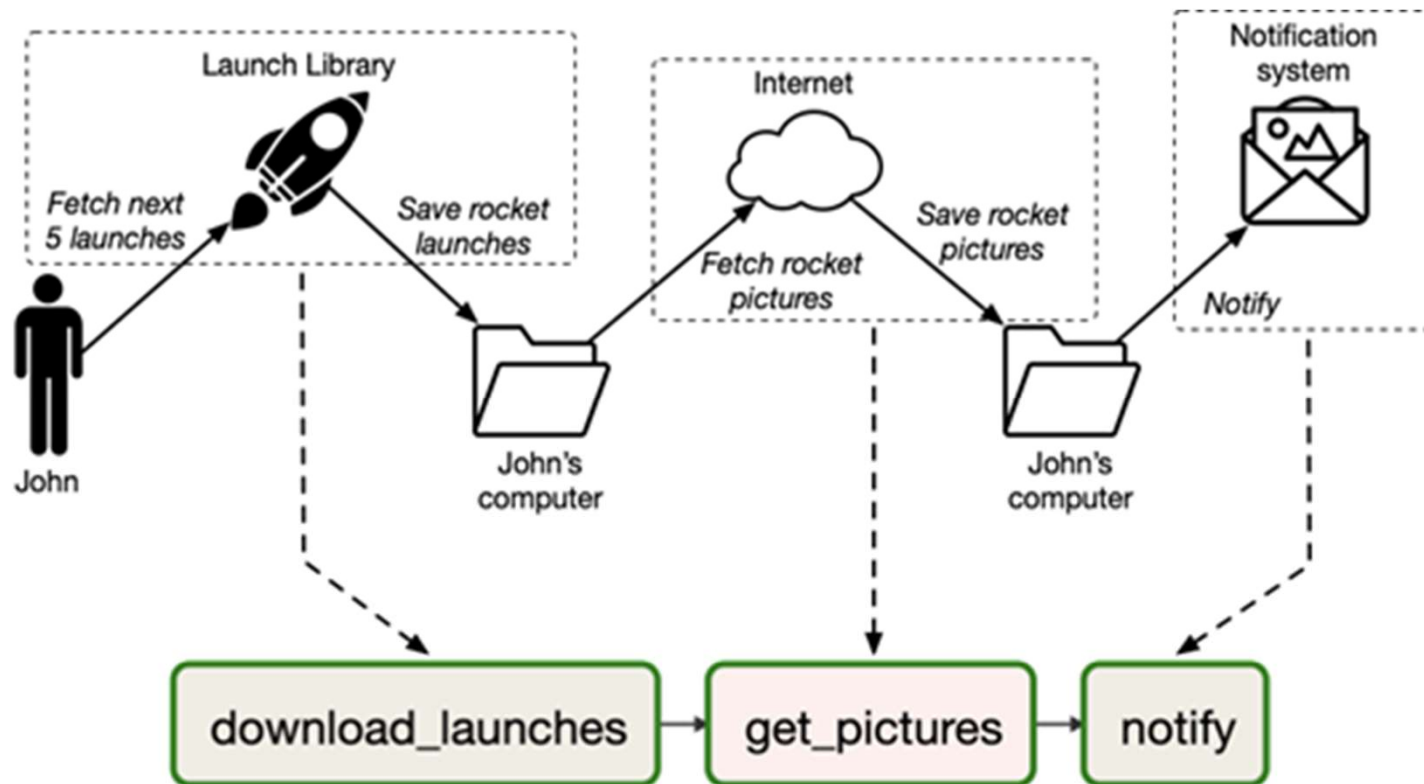 Launch Library
Fetch next
5 launches
Save rocket
launches
John
John's
computer
Internet
Fetch rocket
pictures
Save rocket
pictures
John's
computer
Notification
system
Notify
download_launches
get_pictures
notify